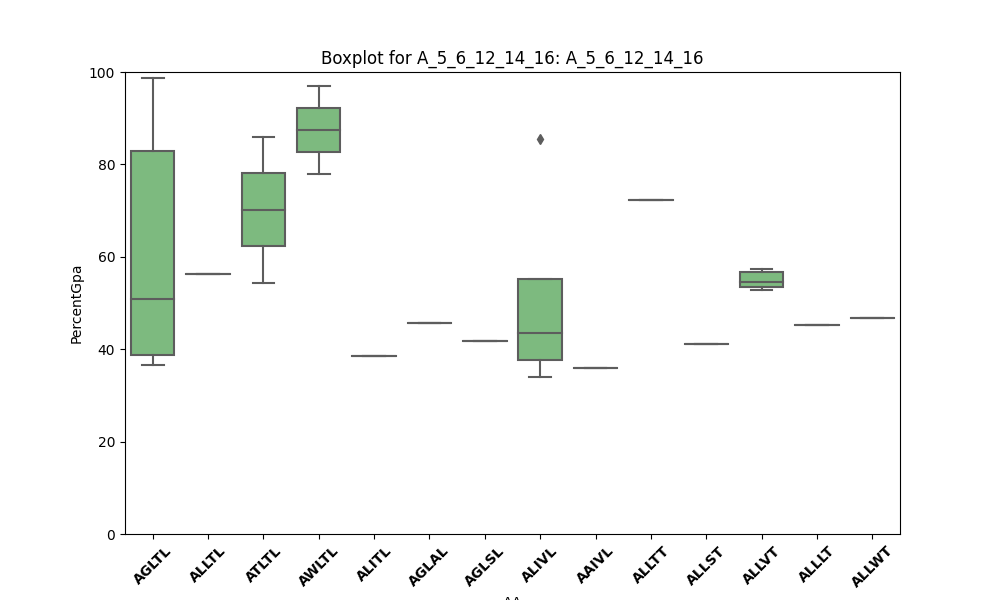 Boxplot for A_5_6_12_14_16: A_5_6_12_14_16
100
80
60
40
20
0
PercentGpa
AGLTL
ALLTL
ATLTL
AWLTL
ALITL
AGLAL
AGLSL
ALIVL
AAIVL
ALLTT
ALLST
ALLVT
ALLLT
ALLWT
AA